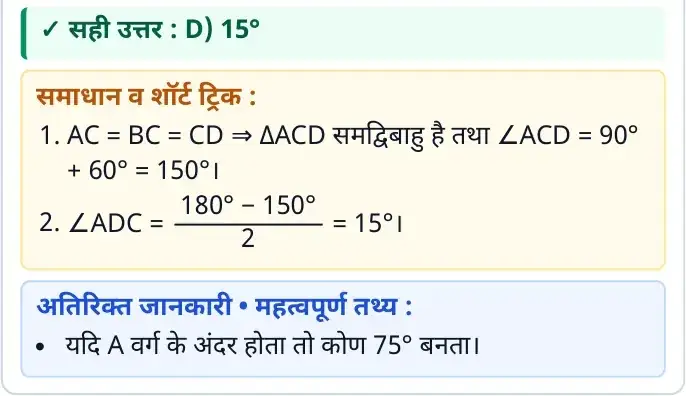 ✓ सही उत्तर : D) 15°
समाधान व शॉर्ट ट्रिक :
1. AC = BC = CD ⇒ ΔACD समद्विबाहु है तथा ∠ACD = 90°
+ 60° = 150°।
2. ∠ADC = (180° − 150°)/2 = 15°।
अतिरिक्त जानकारी • महत्वपूर्ण तथ्य :
• यदि A वर्ग के अंदर होता तो कोण 75° बनता।